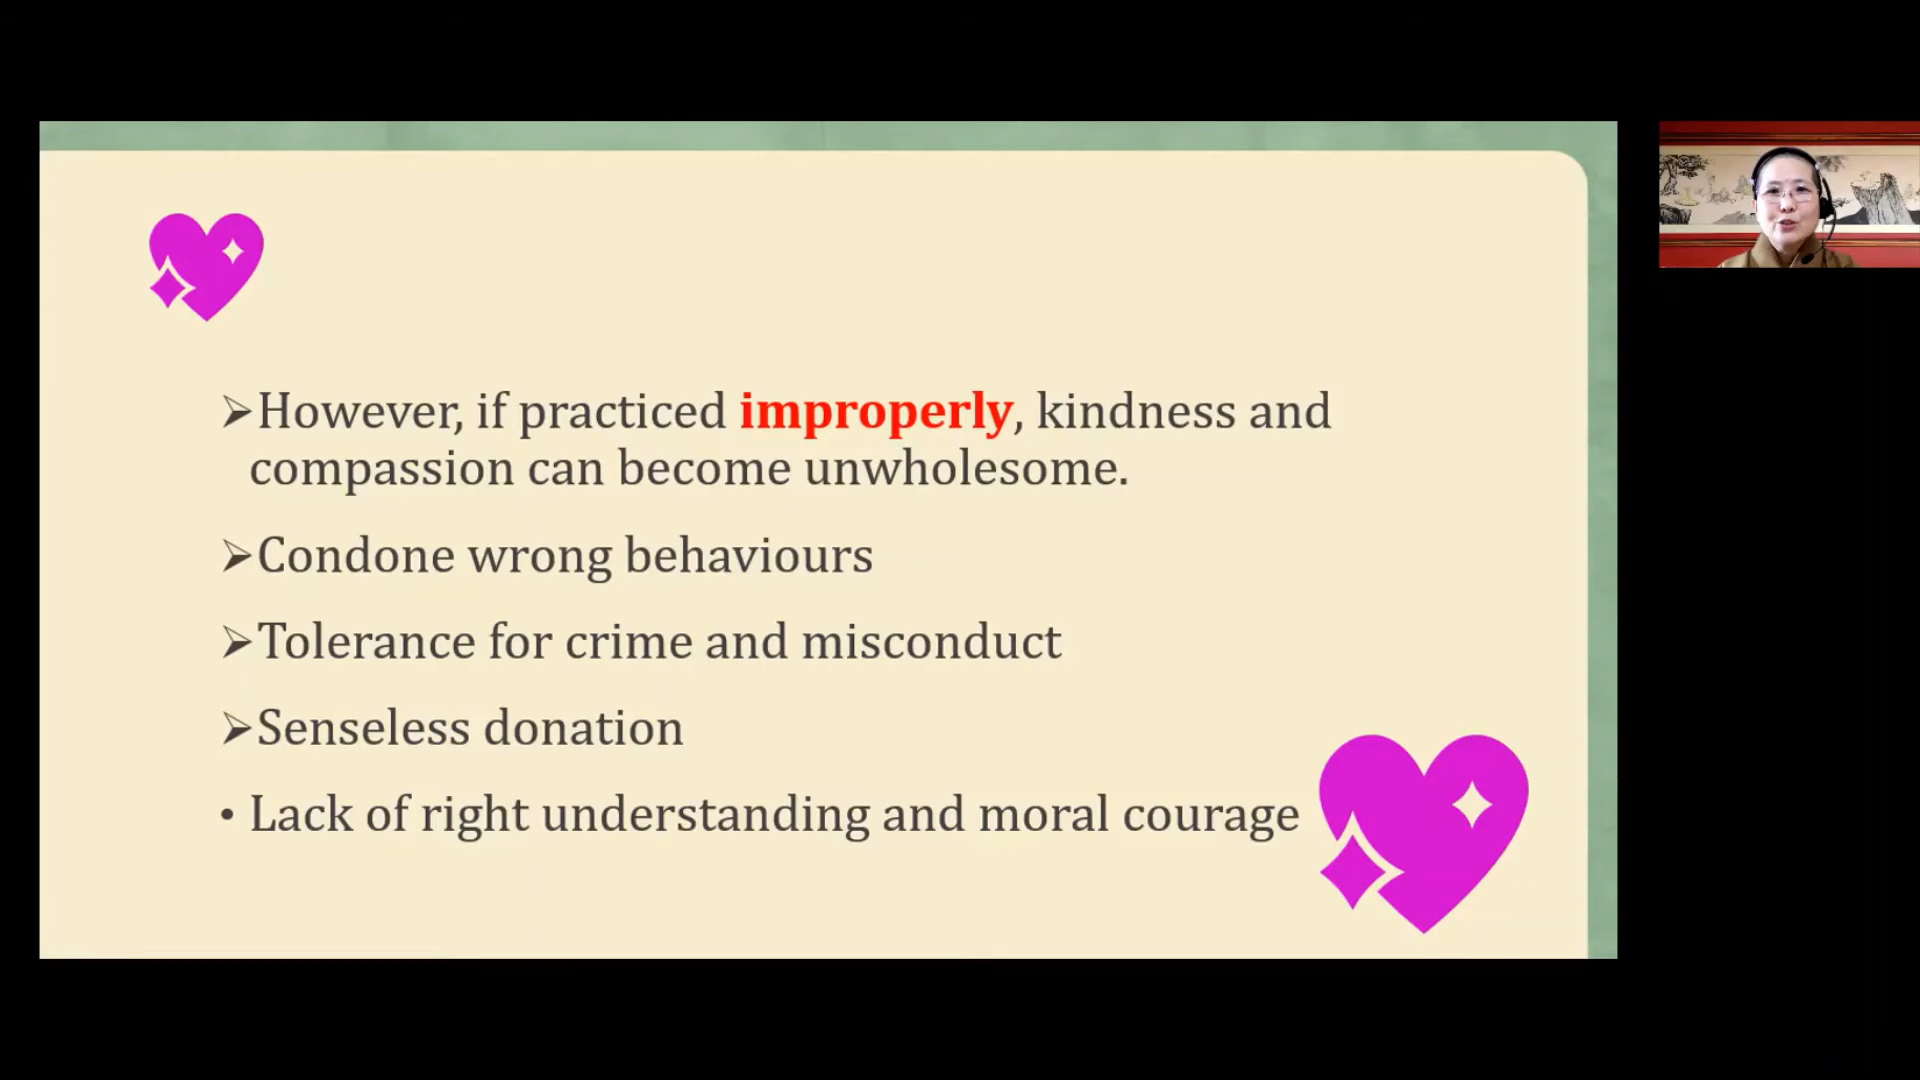 ➢However, if practiced improperly, kindness and
compassion can become unwholesome.
➢Condone wrong behaviours
➢Tolerance for crime and misconduct
➢Senseless donation
• Lack of right understanding and moral courage